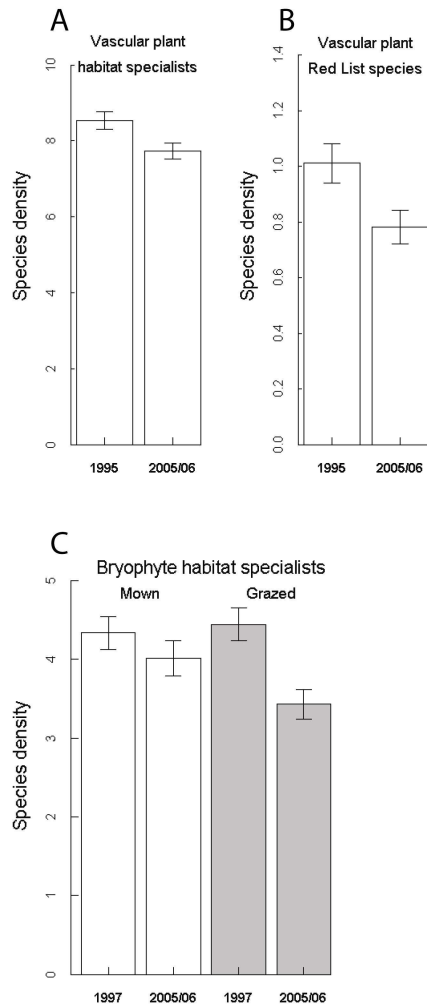 A
Vascular plant
habitat specialists
Species density
10
8
6
4
2
0
1995 2005/06
B
Vascular plant
Red List species
Species density
1.4
1.2
1.0
0.8
0.6
0.4
0.2
0.0
1995 2005/06
C
Bryophyte habitat specialists
Mown Grazed
Species density
5
4
3
2
1
0
1997 2005/06 1997 2005/06